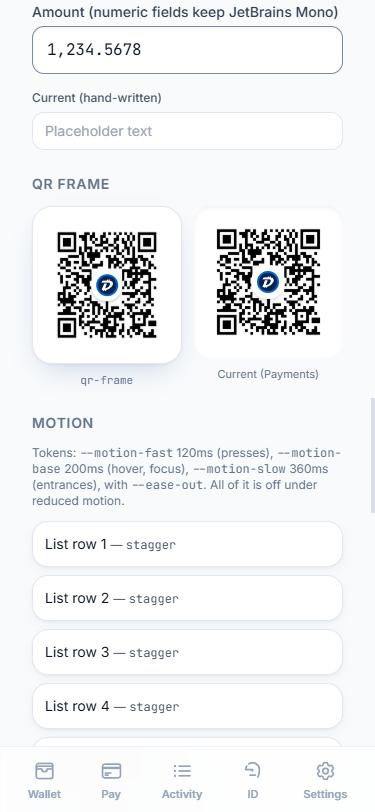 Amount (numeric fields keep JetBrains Mono)
1,234.5678
Current (hand-written)
Placeholder text
QR FRAME
qr-frame
Current (Payments)
MOTION
Tokens: --motion-fast 120ms (presses), --motion-
base 200ms (hover, focus), --motion-slow 360ms
(entrances), with --ease-out. All of it is off under
reduced motion.
List row 1 — stagger
List row 2 — stagger
List row 3 — stagger
List row 4 — stagger
Wallet
Pay
Activity
ID
Settings